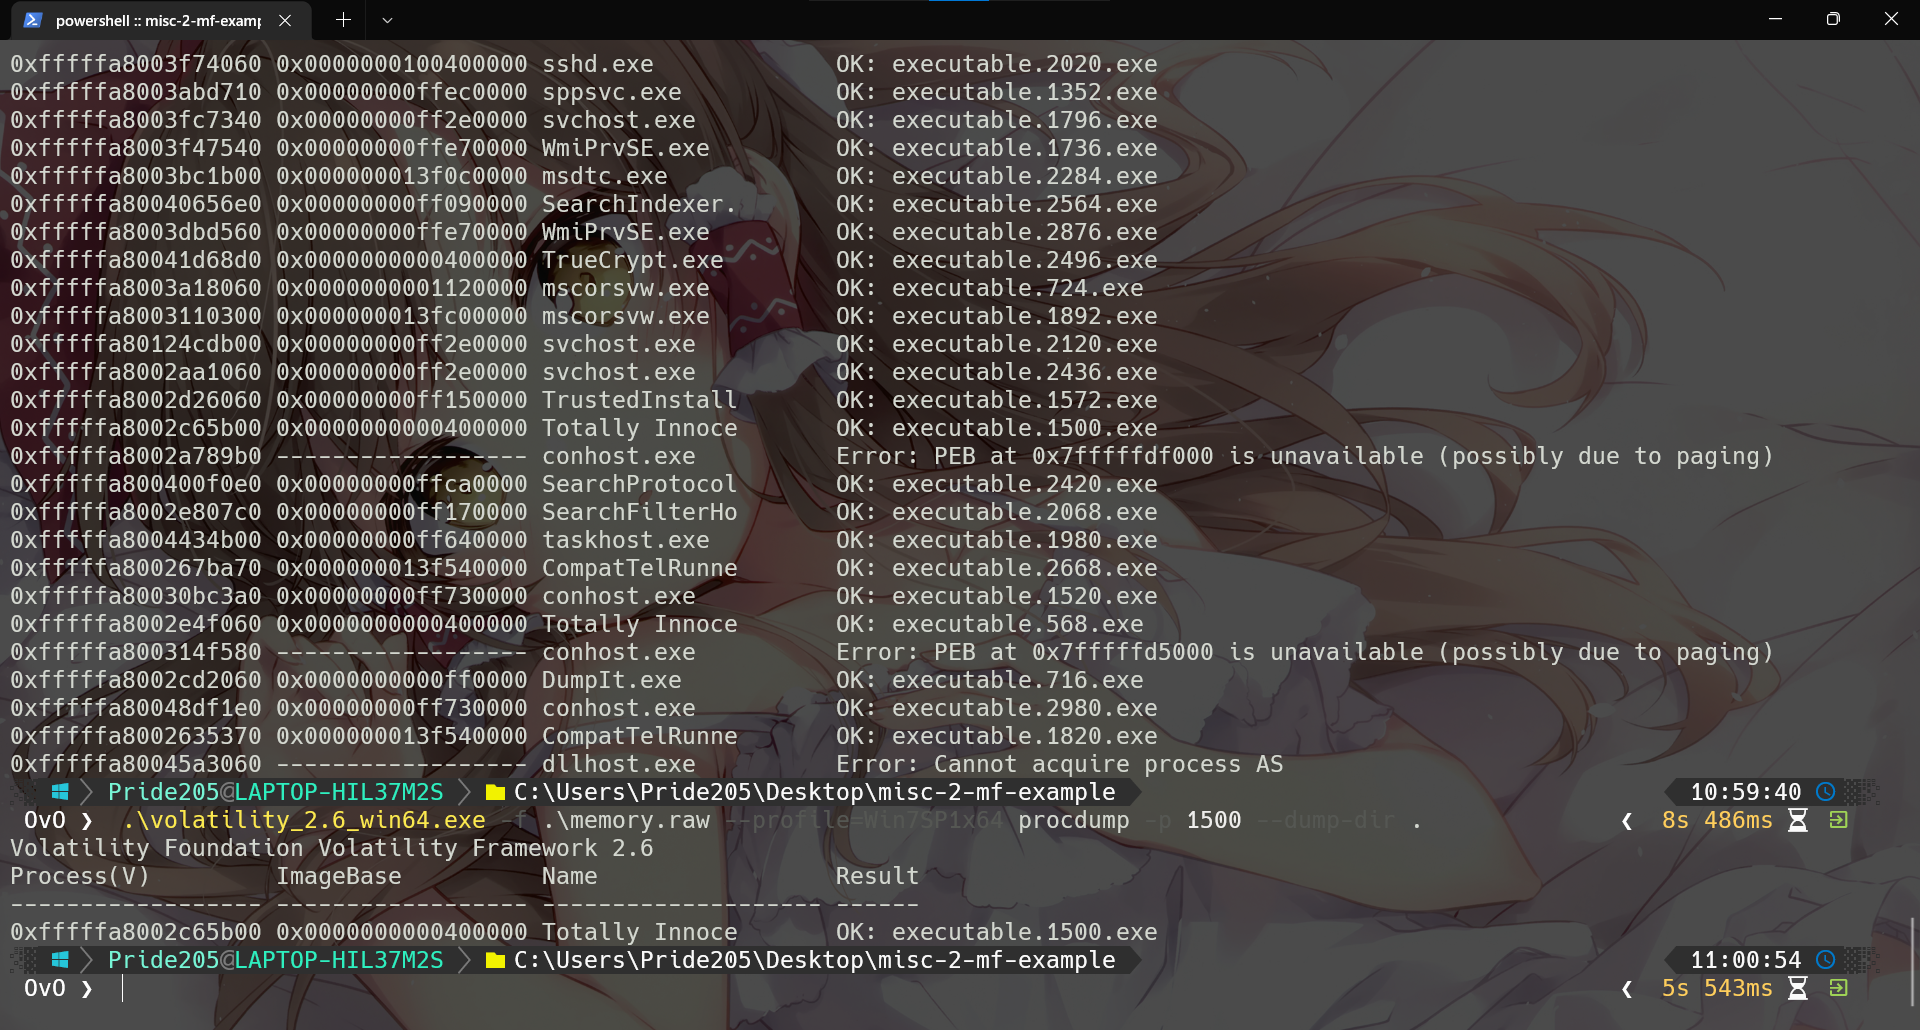 powershell :: misc-2-mf-examp
0xfffffa8003f74060 0x0000000100400000 sshd.exe OK: executable.2020.exe
0xfffffa8003abd710 0x00000000ffec0000 sppsvc.exe OK: executable.1352.exe
0xfffffa8003fc7340 0x00000000ff2e0000 svchost.exe OK: executable.1796.exe
0xfffffa8003f47540 0x00000000ffe70000 WmiPrvSE.exe OK: executable.1736.exe
0xfffffa8003bc1b00 0x000000013f0c0000 msdtc.exe OK: executable.2284.exe
0xfffffa80040656e0 0x00000000ff090000 SearchIndexer. OK: executable.2564.exe
0xfffffa8003dbd560 0x00000000ffe70000 WmiPrvSE.exe OK: executable.2876.exe
0xfffffa80041d68d0 0x0000000000400000 TrueCrypt.exe OK: executable.2496.exe
0xfffffa8003a18060 0x0000000001120000 mscorsvw.exe OK: executable.724.exe
0xfffffa8003110300 0x000000013fc00000 mscorsvw.exe OK: executable.1892.exe
0xfffffa80124cdb00 0x00000000ff2e0000 svchost.exe OK: executable.2120.exe
0xfffffa8002aa1060 0x00000000ff2e0000 svchost.exe OK: executable.2436.exe
0xfffffa8002d26060 0x00000000ff150000 TrustedInstall OK: executable.1572.exe
0xfffffa8002c65b00 0x0000000000400000 Totally Innoce OK: executable.1500.exe
0xfffffa8002a789b0 ------------------ conhost.exe Error: PEB at 0x7fffffdf000 is unavailable (possibly due to paging)
0xfffffa800400f0e0 0x00000000ffca0000 SearchProtocol OK: executable.2420.exe
0xfffffa8002e807c0 0x00000000ff170000 SearchFilterHo OK: executable.2068.exe
0xfffffa8004434b00 0x00000000ff640000 taskhost.exe OK: executable.1980.exe
0xfffffa800267ba70 0x000000013f540000 CompatTelRunne OK: executable.2668.exe
0xfffffa80030bc3a0 0x00000000ff730000 conhost.exe OK: executable.1520.exe
0xfffffa8002e4f060 0x0000000000400000 Totally Innoce OK: executable.568.exe
0xfffffa800314f580 ------------------ conhost.exe Error: PEB at 0x7fffffd5000 is unavailable (possibly due to paging)
0xfffffa8002cd2060 0x0000000000ff0000 DumpIt.exe OK: executable.716.exe
0xfffffa80048df1e0 0x00000000ff730000 conhost.exe OK: executable.2980.exe
0xfffffa8002635370 0x000000013f540000 CompatTelRunne OK: executable.1820.exe
0xfffffa80045a3060 ------------------ dllhost.exe Error: Cannot acquire process AS
Pride205@LAPTOP-HIL37M2S C:\Users\Pride205\Desktop\misc-2-mf-example 10:59:40
OvO ❯ .\volatility_2.6_win64.exe -f .\memory.raw --profile=Win7SP1x64 procdump -p 1500 --dump-dir . ❮ 8s 486ms
Volatility Foundation Volatility Framework 2.6
Process(V) ImageBase Name Result
------------------ ------------------ -------------------- ------
0xfffffa8002c65b00 0x0000000000400000 Totally Innoce OK: executable.1500.exe
Pride205@LAPTOP-HIL37M2S C:\Users\Pride205\Desktop\misc-2-mf-example 11:00:54
OvO ❯ ❮ 5s 543ms